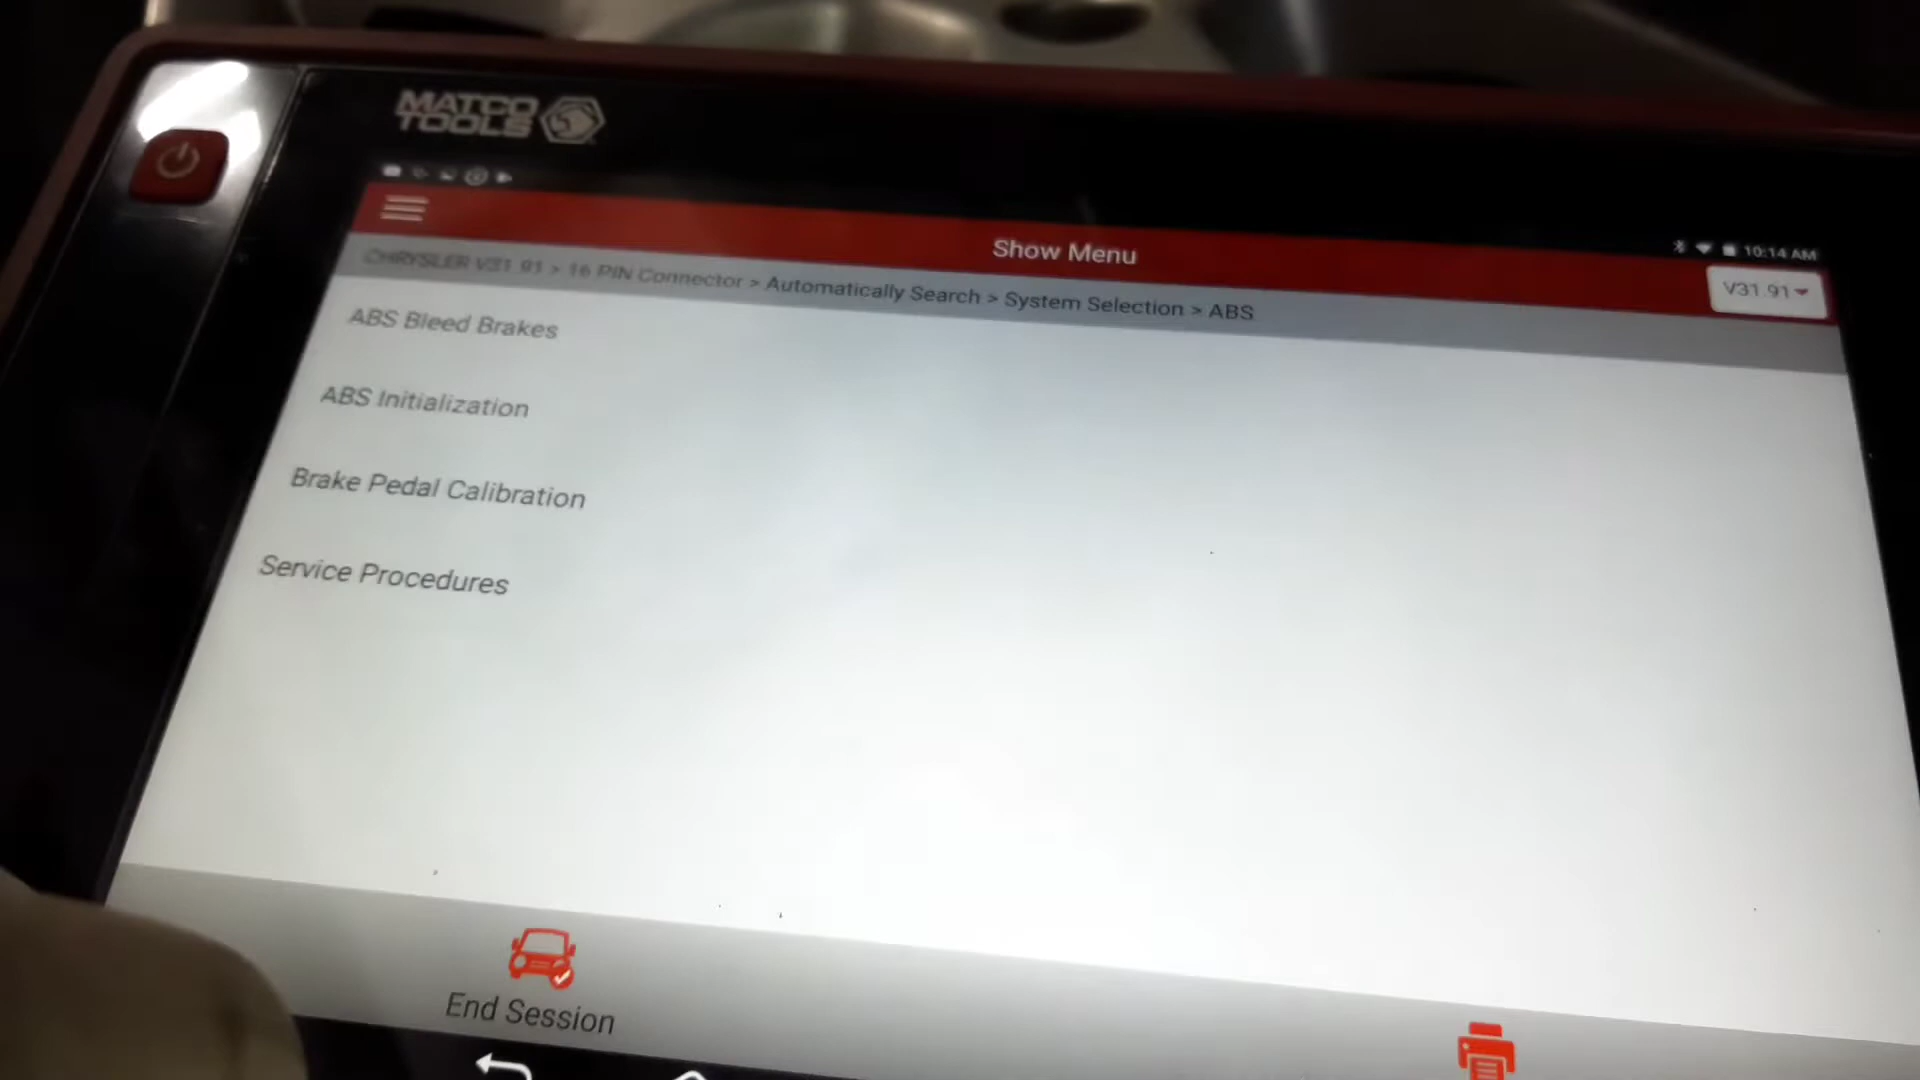 MATCO
TOOLS
10:14 AM
Show Menu
V31.91
CHRYSLER V31.91 > 16 PIN Connector > Automatically Search > System Selection > ABS
ABS Bleed Brakes
ABS Initialization
Brake Pedal Calibration
Service Procedures
End Session